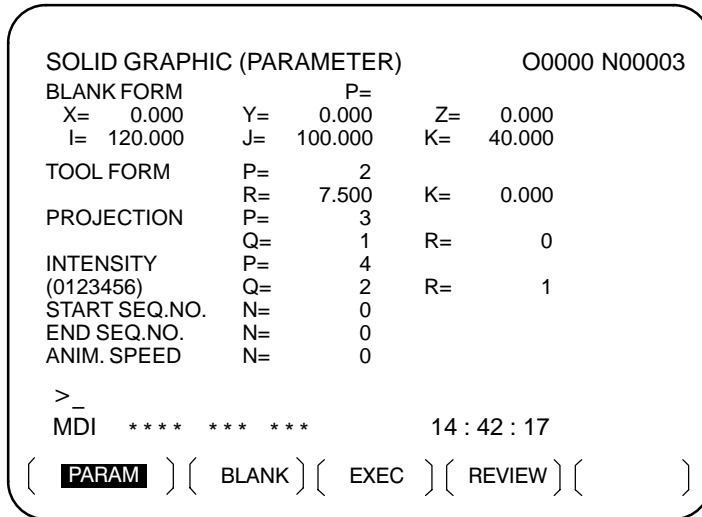 SOLID GRAPHIC (PARAMETER) O0000 N00003
BLANK FORM P=
X= 0.000 Y= 0.000 Z= 0.000
I= 120.000 J= 100.000 K= 40.000
TOOL FORM P= 2
R= 7.500 K= 0.000
PROJECTION P= 3
Q= 1 R= 0
INTENSITY P= 4
(0123456) Q= 2 R= 1
START SEQ.NO. N= 0
END SEQ.NO. N= 0
ANIM. SPEED N= 0
>_
MDI **** *** *** 14 : 42 : 17
[ PARAM ] [ BLANK ] [ EXEC ] [ REVIEW ] [ ]